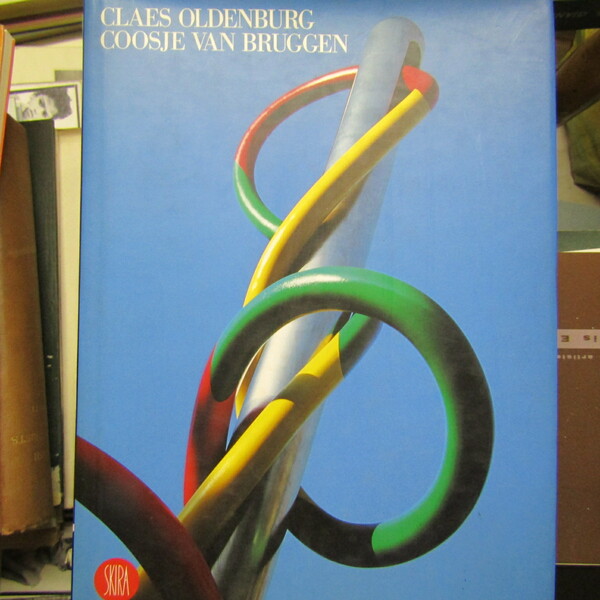 CLAES OLDENBURG
COOSJE VAN BRUGGEN
SKIRA